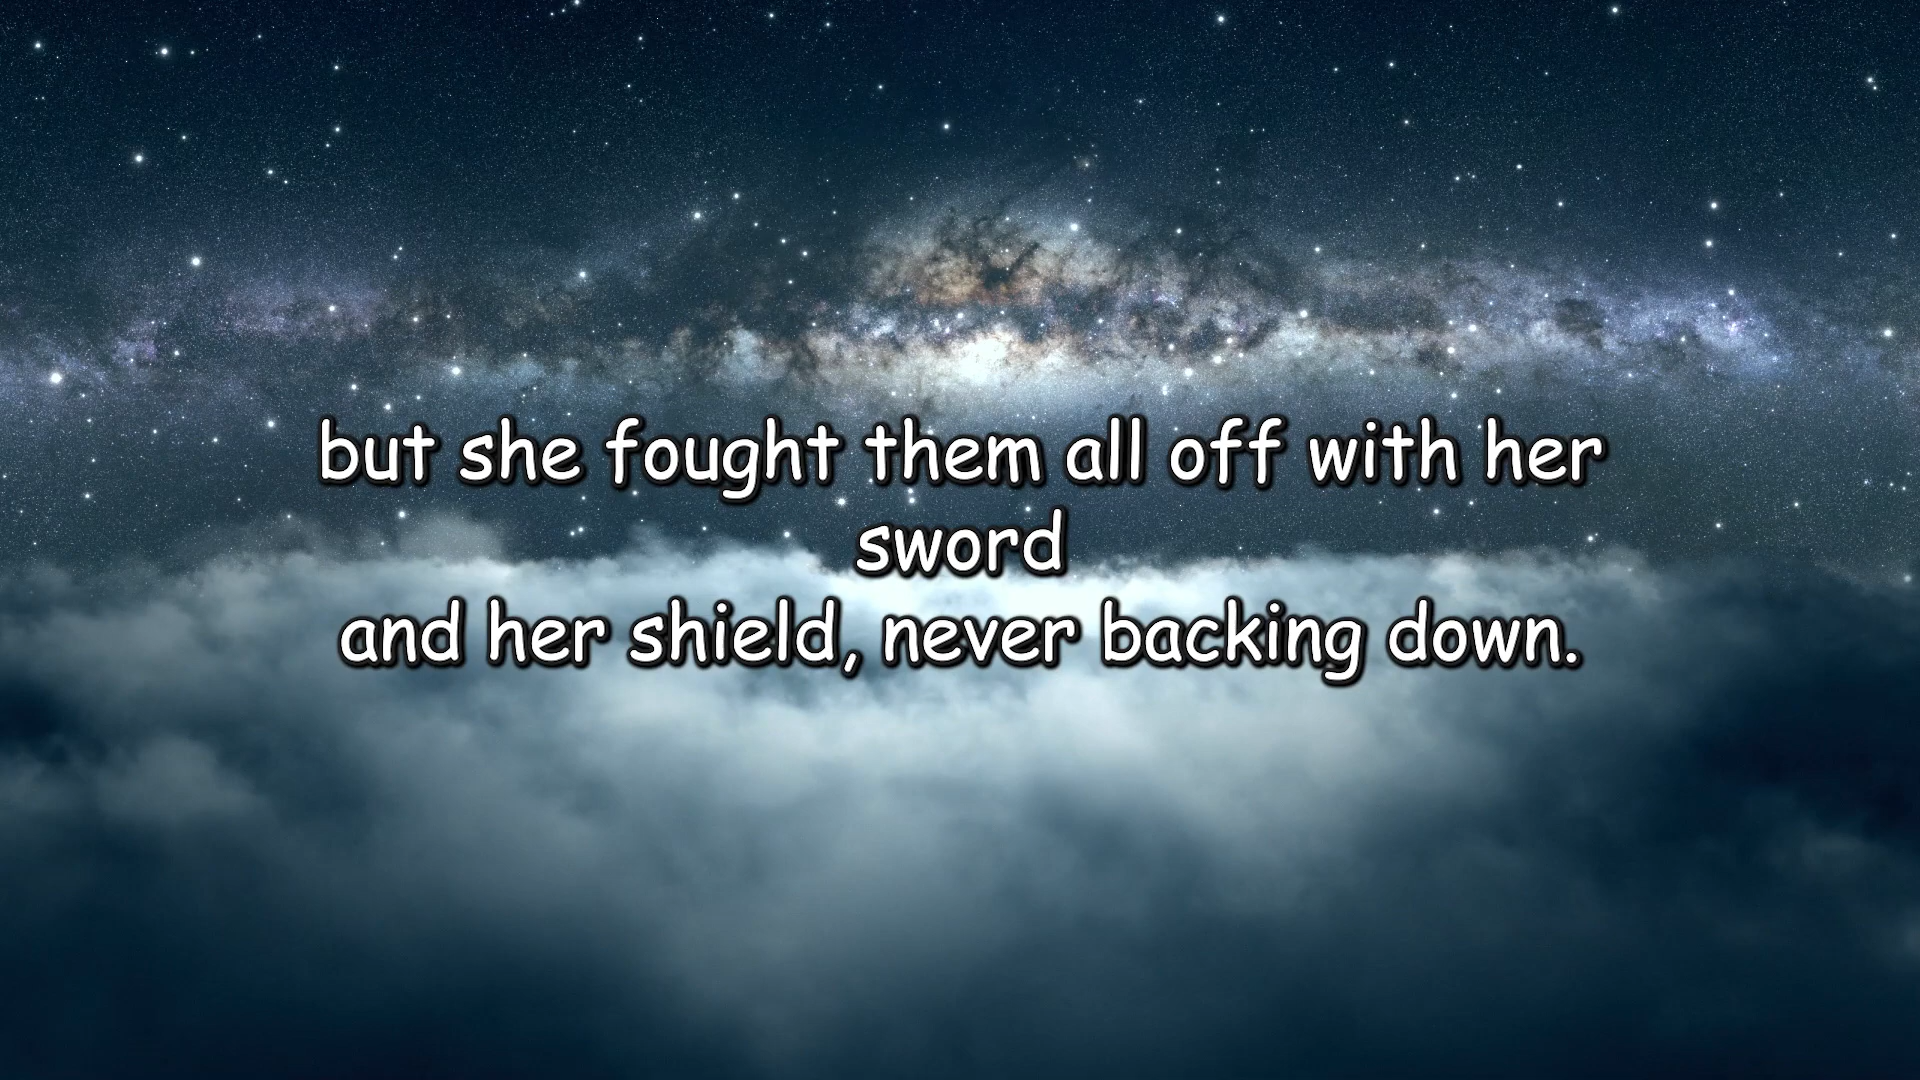 but she fought them all off with her
sword
and her shield, never backing down.